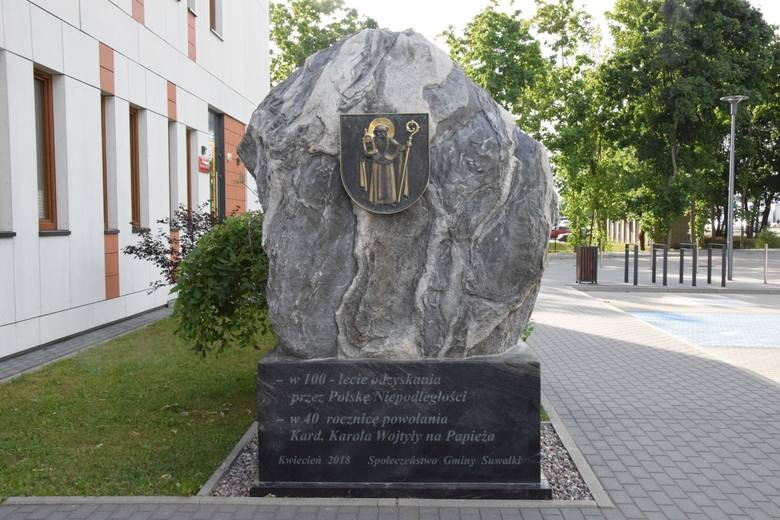 – w 100 - lecie odzyskania
przez Polskę Niepodległości
– w 40 rocznicę powołania
Kard. Karola Wojtyły na Papieża
Kwiecień 2018 Społeczeństwo Gminy Suwałki